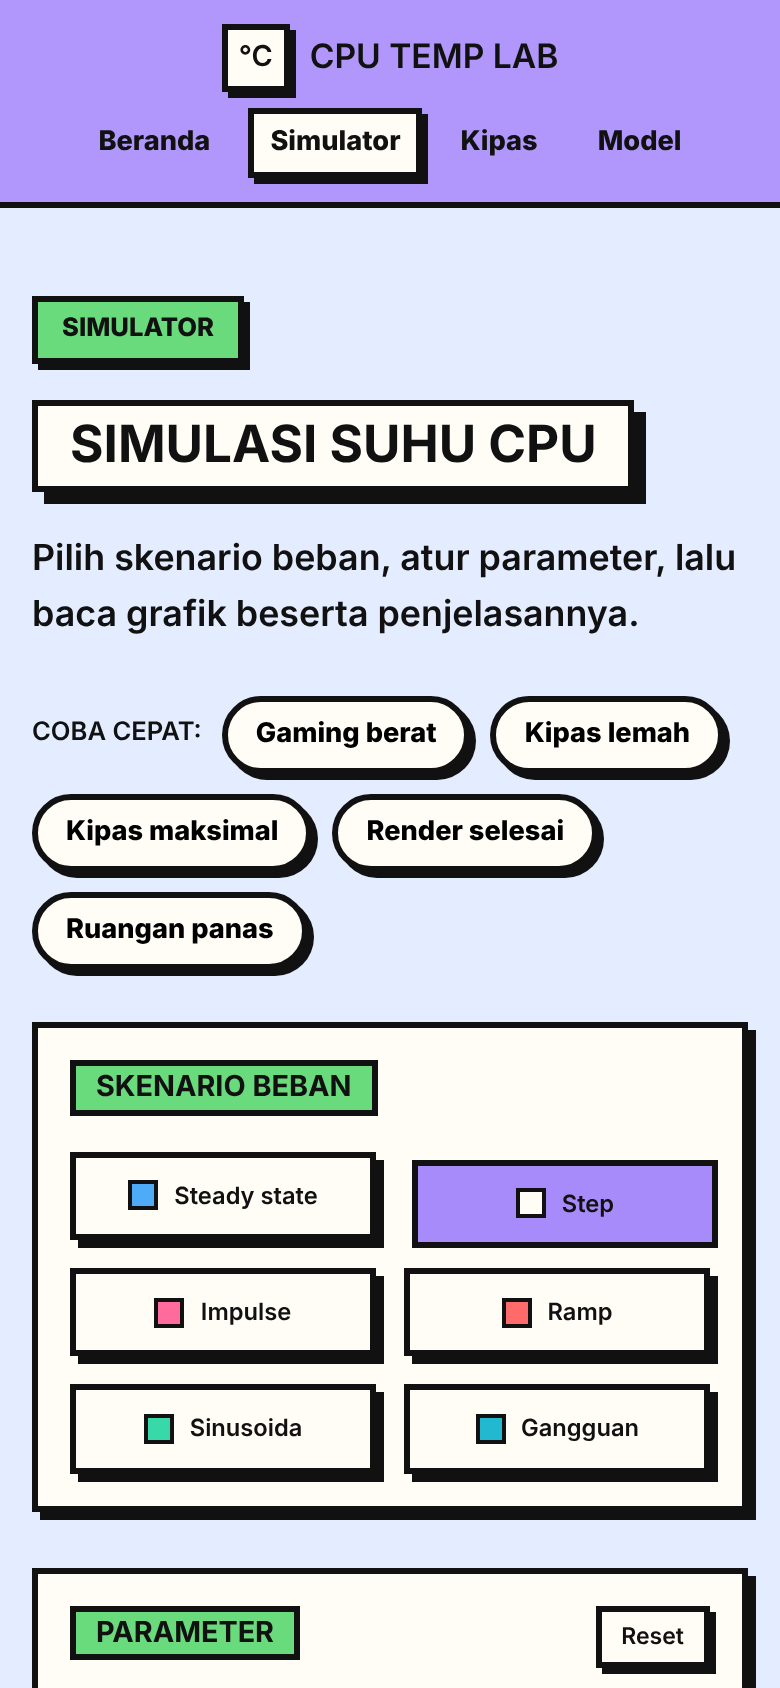 °C CPU TEMP LAB
Beranda Simulator Kipas Model
SIMULATOR
SIMULASI SUHU CPU
Pilih skenario beban, atur parameter, lalu
baca grafik beserta penjelasannya.
COBA CEPAT: Gaming berat Kipas lemah
Kipas maksimal Render selesai
Ruangan panas
SKENARIO BEBAN
Steady state Step
Impulse Ramp
Sinusoida Gangguan
PARAMETER Reset